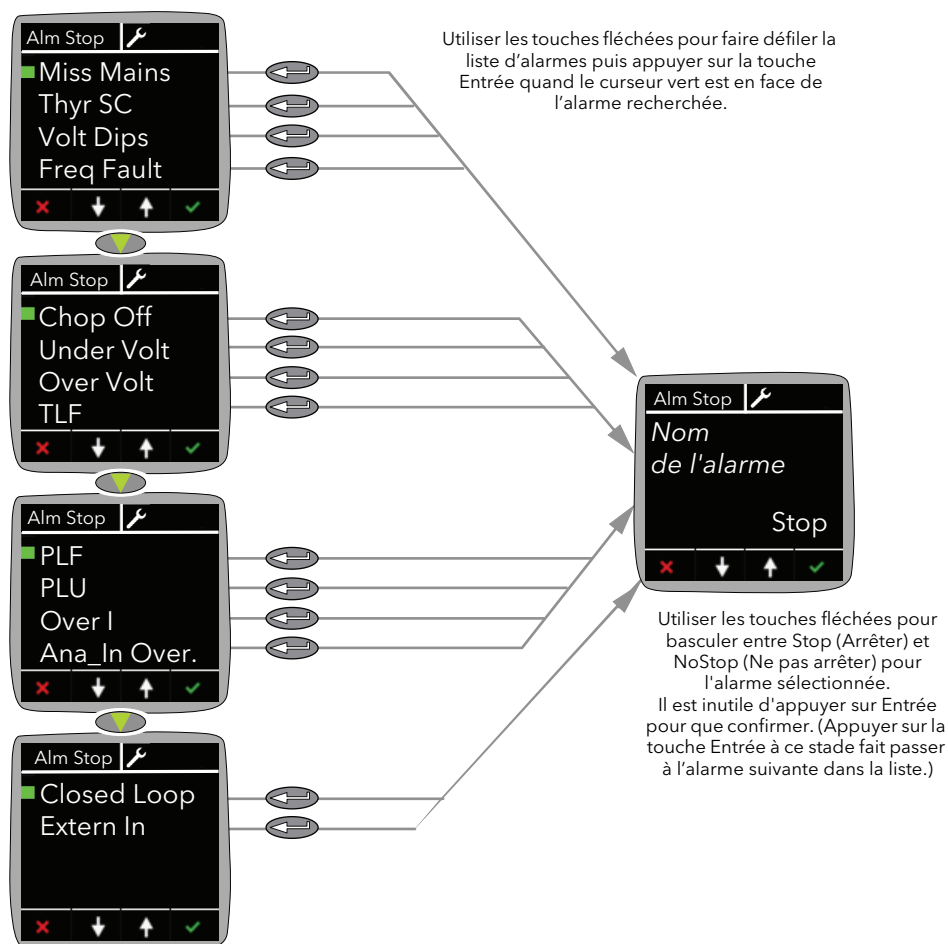 Alm Stop
Miss Mains
Thyr SC
Volt Dips
Freq Fault
Utiliser les touches fléchées pour faire défiler la
liste d’alarmes puis appuyer sur la touche
Entrée quand le curseur vert est en face de
l’alarme recherchée.
Alm Stop
Chop Off
Under Volt
Over Volt
TLF
Alm Stop
PLF
PLU
Over I
Ana_In Over.
Alm Stop
Closed Loop
Extern In
Alm Stop
Nom
de l'alarme
Stop
Utiliser les touches fléchées pour
basculer entre Stop (Arrêter) et
NoStop (Ne pas arrêter) pour
l'alarme sélectionnée.
Il est inutile d'appuyer sur Entrée
pour que confirmer. (Appuyer sur la
touche Entrée à ce stade fait passer
à l’alarme suivante dans la liste.)